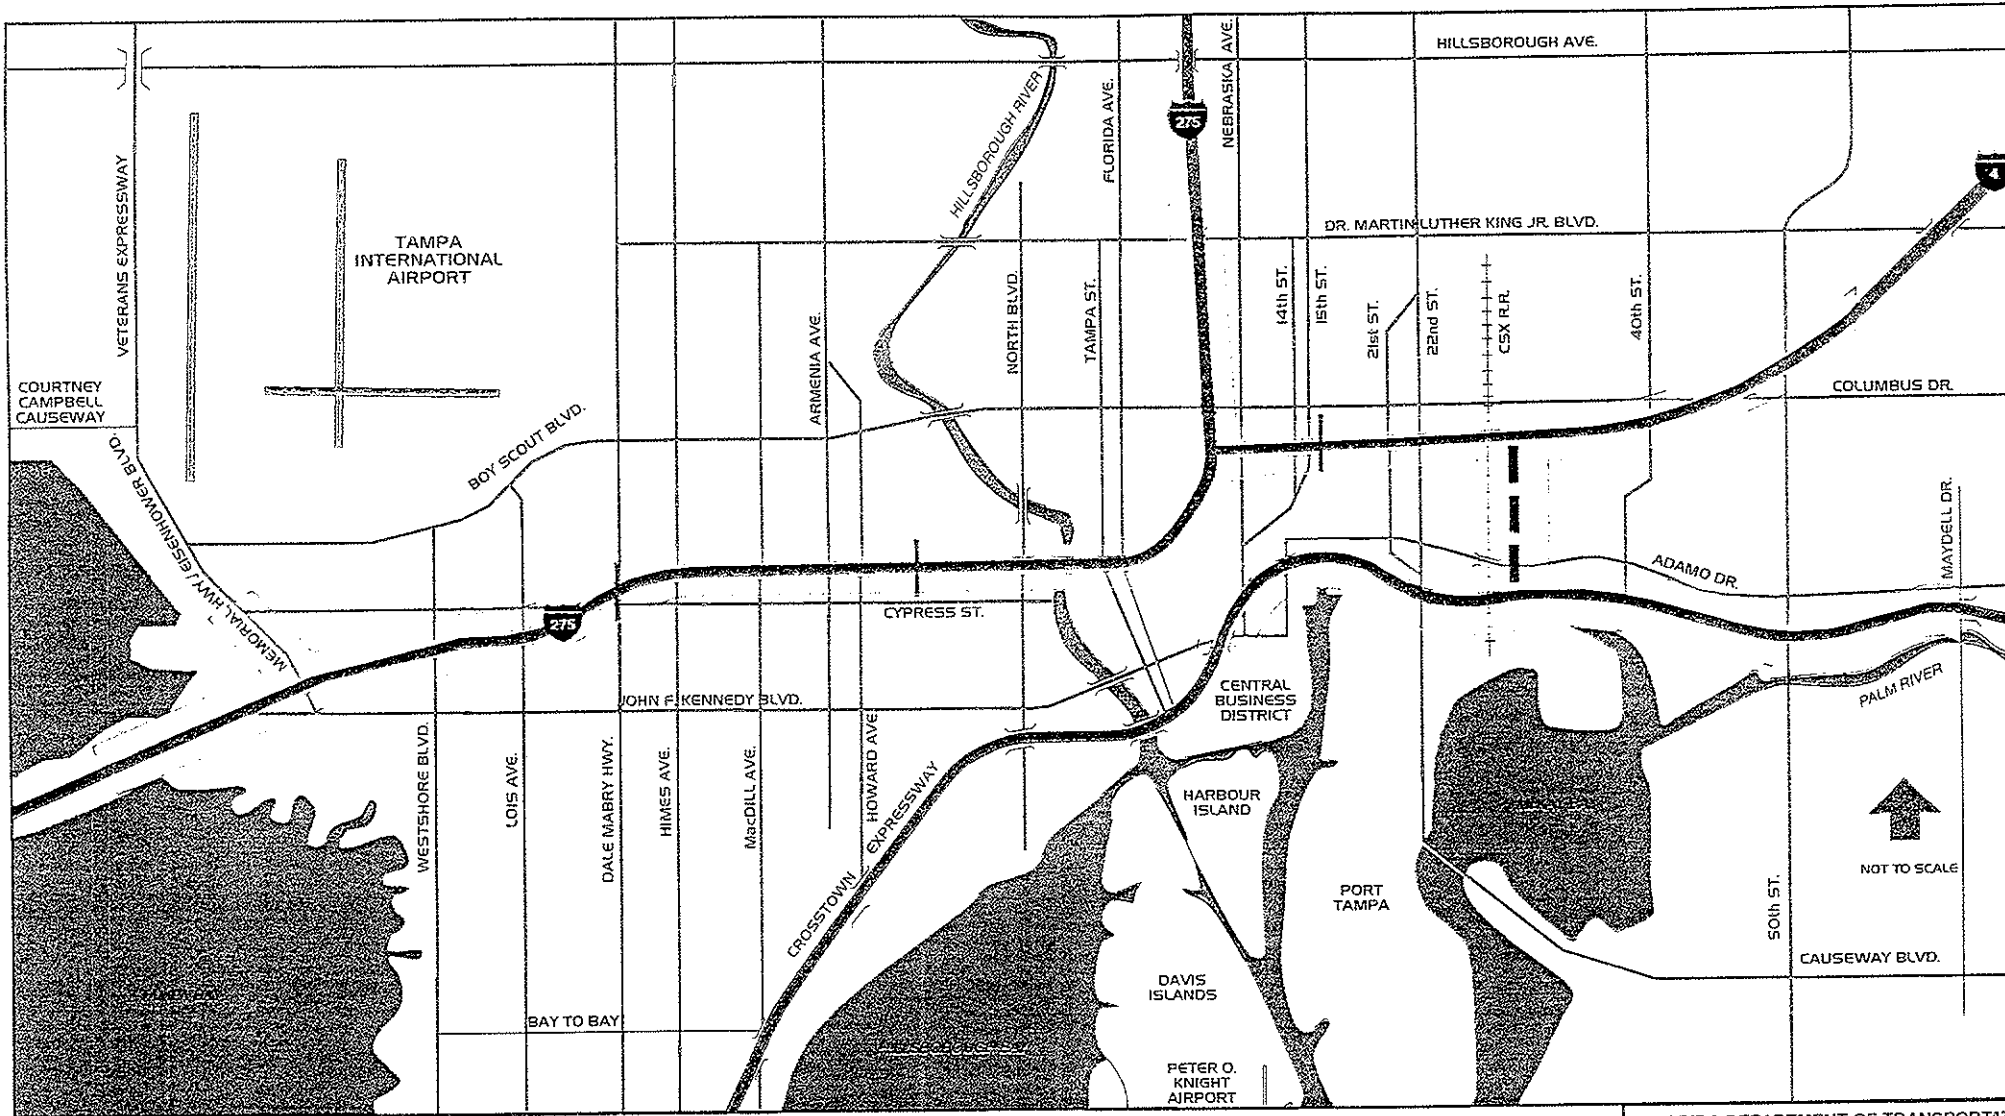 HILLSBOROUGH AVE.
NEBRASKA AVE.
FLORIDA AVE.
275
HILLSBOROUGH RIVER
VETERANS EXPRESSWAY
4
DR. MARTIN LUTHER KING JR. BLVD.
TAMPA
INTERNATIONAL
AIRPORT
NORTH BLVD.
TAMPA ST.
14th ST.
15th ST.
21st ST.
22nd ST.
CSX R.R.
40th ST.
ARMENIA AVE.
COURTNEY
CAMPBELL
CAUSEWAY
COLUMBUS DR.
BOY SCOUT BLVD.
MEMORIAL HWY./ EISENHOWER BLVD.
MAYDELL DR.
ADAMO DR.
CYPRESS ST.
275
JOHN F. KENNEDY BLVD.
CENTRAL
BUSINESS
DISTRICT
PALM RIVER
WESTSHORE BLVD.
LOIS AVE.
DALE MABRY HWY.
HIMES AVE.
MacDILL AVE.
HOWARD AVE
CROSSTOWN EXPRESSWAY
HARBOUR
ISLAND
NOT TO SCALE
PORT
TAMPA
50th ST.
CAUSEWAY BLVD.
DAVIS
ISLANDS
BAY TO BAY
PETER O.
KNIGHT
AIRPORT